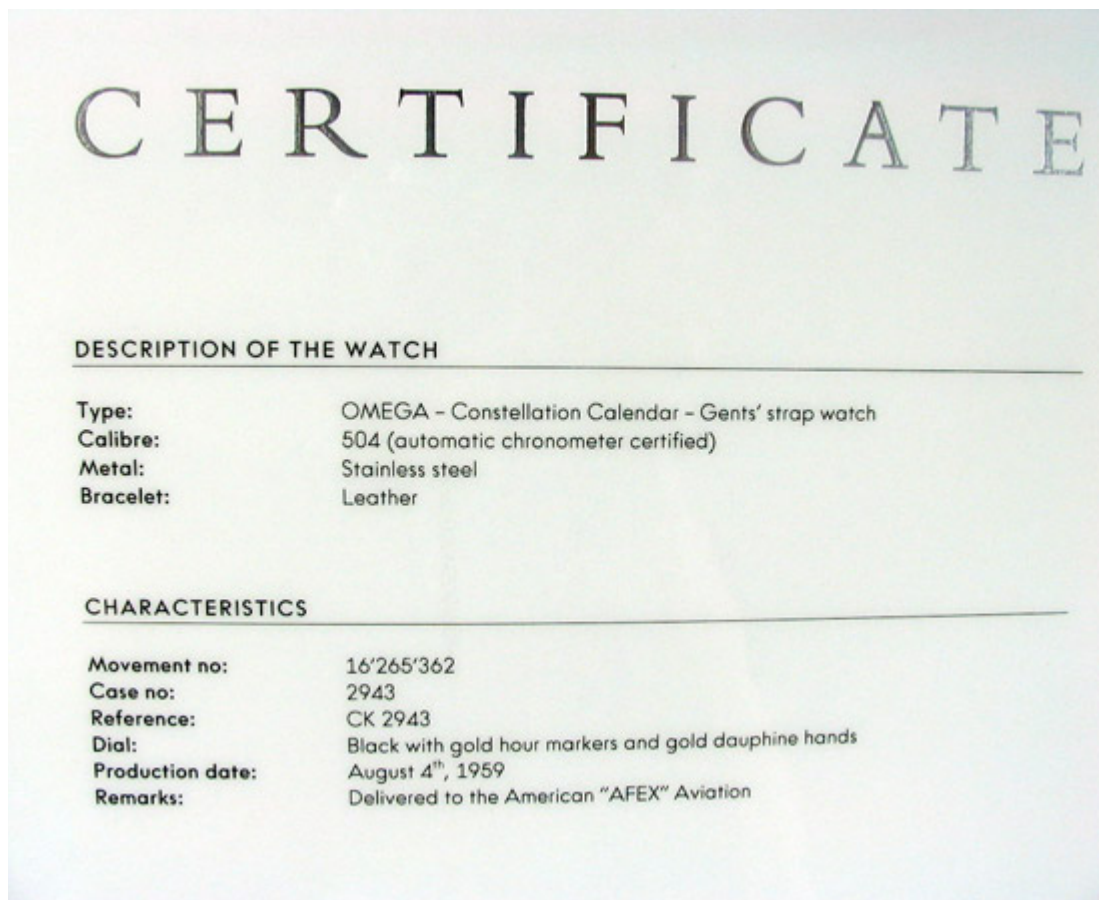 CERTIFICATE
DESCRIPTION OF THE WATCH
Type: OMEGA – Constellation Calendar – Gents’ strap watch
Calibre: 504 (automatic chronometer certified)
Metal: Stainless steel
Bracelet: Leather
CHARACTERISTICS
Movement no: 16’265’362
Case no: 2943
Reference: CK 2943
Dial: Black with gold hour markers and gold dauphine hands
Production date: August 4th, 1959
Remarks: Delivered to the American “AFEX” Aviation